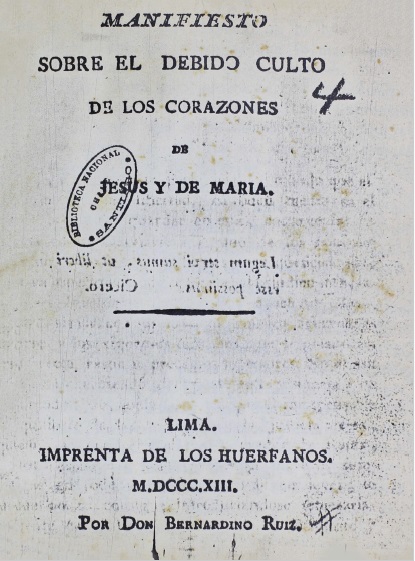 MANIFIESTO
SOBRE EL DEBIDO CULTO
4
DE LOS CORAZONES
DE
JESUS Y DE MARIA.
BIBLIOTECA NACIONAL
CHILE
SANTIAGO
LIMA.
IMPRENTA DE LOS HUERFANOS.
M.DCCC.XIII.
POR DON BERNARDINO RUIZ.